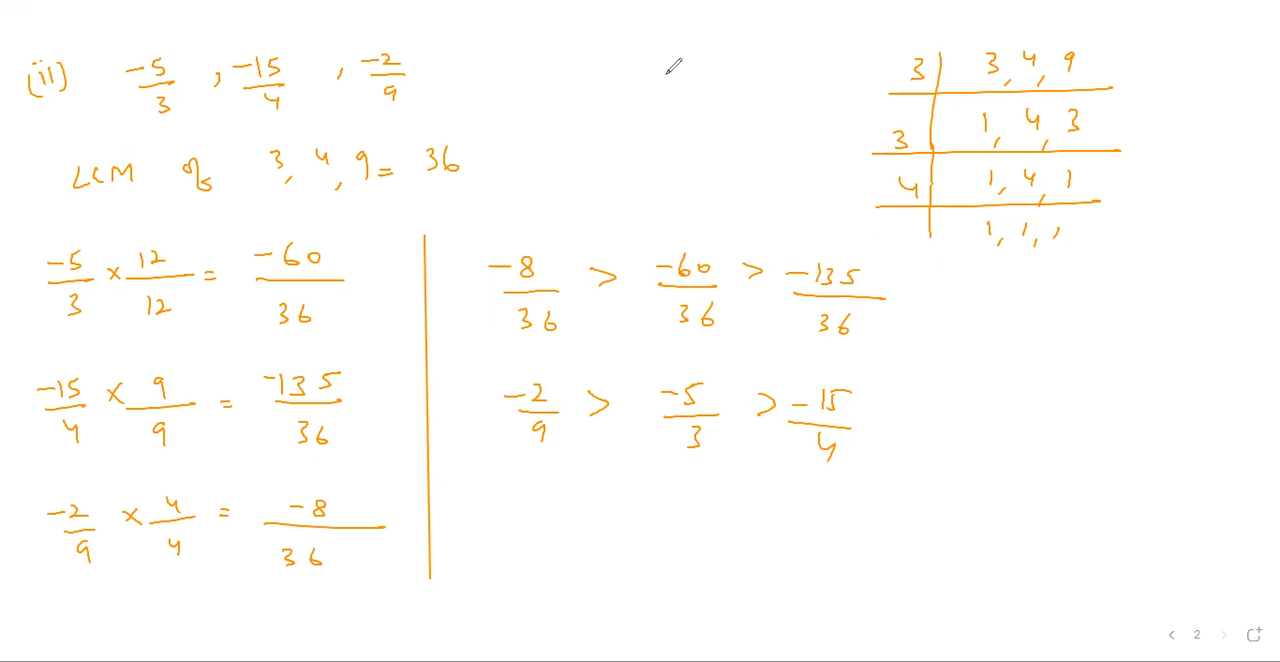 (ii) -5/3 , -15/4 , -2/9
LCM of 3, 4, 9 = 36
-5/3 × 12/12 = -60/36
-15/4 × 9/9 = -135/36
-2/9 × 4/4 = -8/36
-8/36 > -60/36 > -135/36
-2/9 > -5/3 > -15/4
3 | 3, 4, 9
3 | 1, 4, 3
4 | 1, 4, 1
| 1, 1, 1
< 2 >